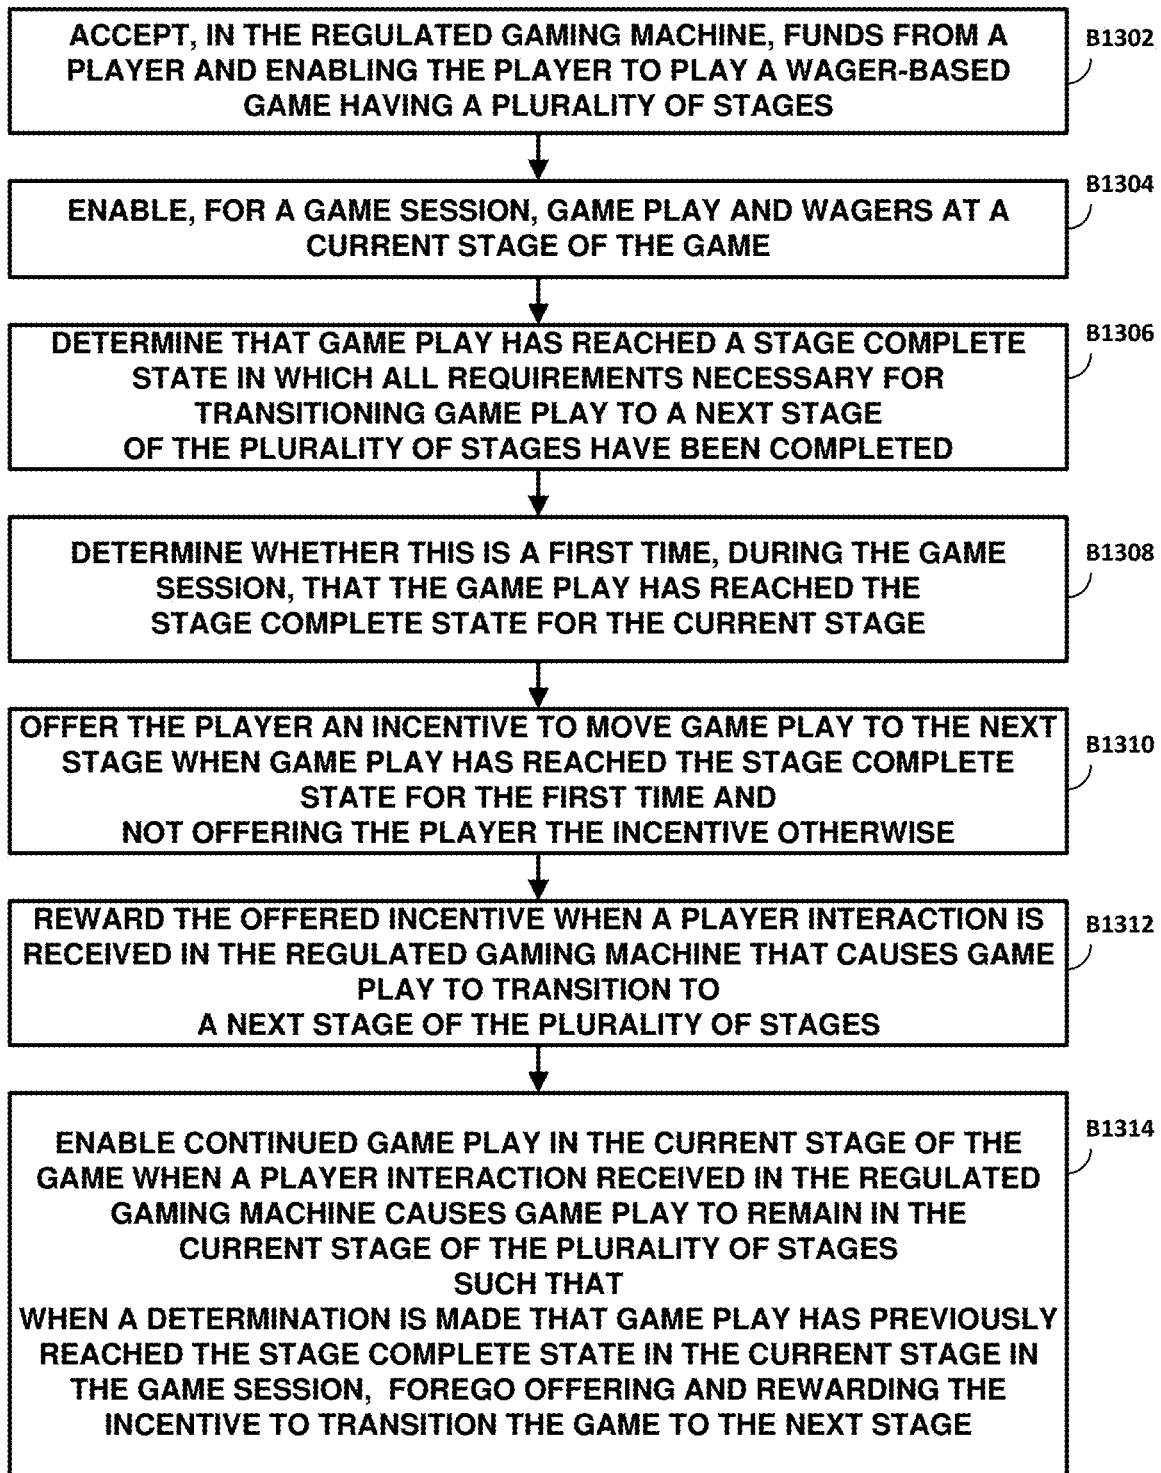 ACCEPT, IN THE REGULATED GAMING MACHINE, FUNDS FROM A
PLAYER AND ENABLING THE PLAYER TO PLAY A WAGER-BASED
GAME HAVING A PLURALITY OF STAGES
B1302
ENABLE, FOR A GAME SESSION, GAME PLAY AND WAGERS AT A
CURRENT STAGE OF THE GAME
B1304
DETERMINE THAT GAME PLAY HAS REACHED A STAGE COMPLETE
STATE IN WHICH ALL REQUIREMENTS NECESSARY FOR
TRANSITIONING GAME PLAY TO A NEXT STAGE
OF THE PLURALITY OF STAGES HAVE BEEN COMPLETED
B1306
DETERMINE WHETHER THIS IS A FIRST TIME, DURING THE GAME
SESSION, THAT THE GAME PLAY HAS REACHED THE
STAGE COMPLETE STATE FOR THE CURRENT STAGE
B1308
OFFER THE PLAYER AN INCENTIVE TO MOVE GAME PLAY TO THE NEXT
STAGE WHEN GAME PLAY HAS REACHED THE STAGE COMPLETE
STATE FOR THE FIRST TIME AND
NOT OFFERING THE PLAYER THE INCENTIVE OTHERWISE
B1310
REWARD THE OFFERED INCENTIVE WHEN A PLAYER INTERACTION IS
RECEIVED IN THE REGULATED GAMING MACHINE THAT CAUSES GAME
PLAY TO TRANSITION TO
A NEXT STAGE OF THE PLURALITY OF STAGES
B1312
ENABLE CONTINUED GAME PLAY IN THE CURRENT STAGE OF THE
GAME WHEN A PLAYER INTERACTION RECEIVED IN THE REGULATED
GAMING MACHINE CAUSES GAME PLAY TO REMAIN IN THE
CURRENT STAGE OF THE PLURALITY OF STAGES
SUCH THAT
WHEN A DETERMINATION IS MADE THAT GAME PLAY HAS PREVIOUSLY
REACHED THE STAGE COMPLETE STATE IN THE CURRENT STAGE IN
THE GAME SESSION, FOREGO OFFERING AND REWARDING THE
INCENTIVE TO TRANSITION THE GAME TO THE NEXT STAGE
B1314